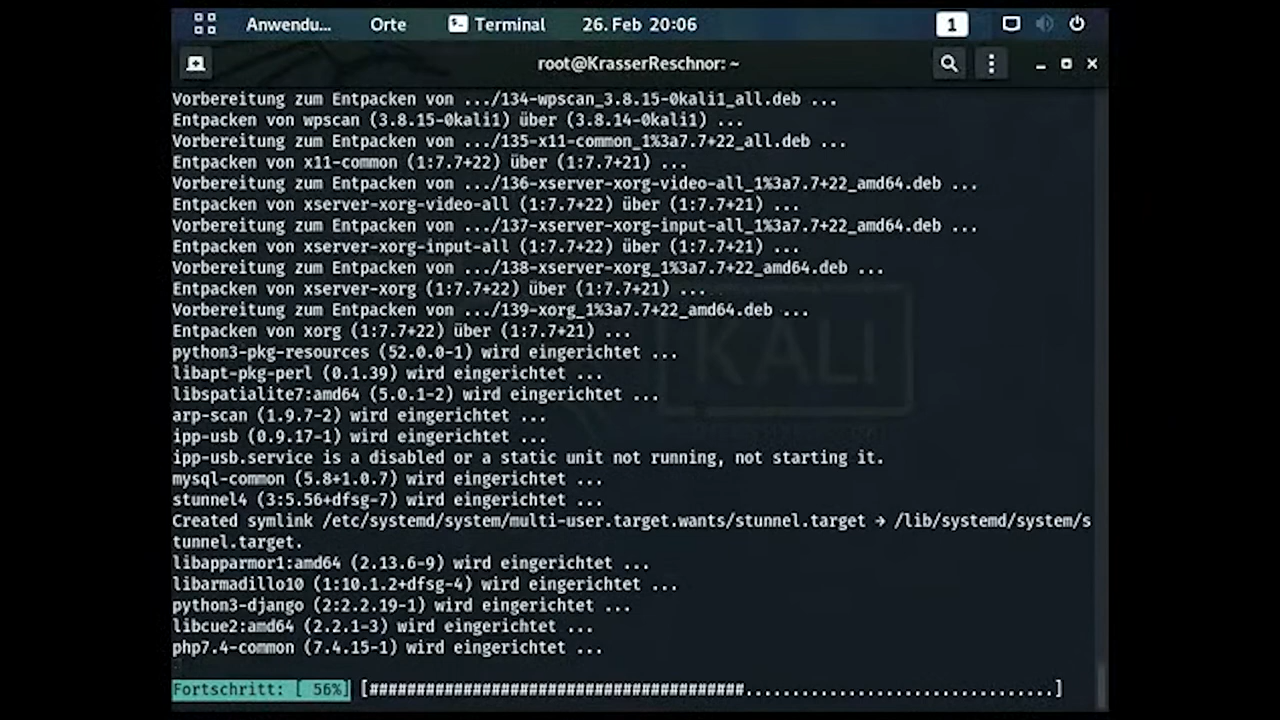 Anwendu... Orte Terminal 26. Feb 20:06 1
root@KrasserReschnor: ~
Vorbereitung zum Entpacken von .../134-wpscan_3.8.15-0kali1_all.deb ...
Entpacken von wpscan (3.8.15-0kali1) über (3.8.14-0kali1) ...
Vorbereitung zum Entpacken von .../135-x11-common_1%3a7.7+22_all.deb ...
Entpacken von x11-common (1:7.7+22) über (1:7.7+21) ...
Vorbereitung zum Entpacken von .../136-xserver-xorg-video-all_1%3a7.7+22_amd64.deb ...
Entpacken von xserver-xorg-video-all (1:7.7+22) über (1:7.7+21) ...
Vorbereitung zum Entpacken von .../137-xserver-xorg-input-all_1%3a7.7+22_amd64.deb ...
Entpacken von xserver-xorg-input-all (1:7.7+22) über (1:7.7+21) ...
Vorbereitung zum Entpacken von .../138-xserver-xorg_1%3a7.7+22_amd64.deb ...
Entpacken von xserver-xorg (1:7.7+22) über (1:7.7+21) ...
Vorbereitung zum Entpacken von .../139-xorg_1%3a7.7+22_amd64.deb ...
Entpacken von xorg (1:7.7+22) über (1:7.7+21) ...
python3-pkg-resources (52.0.0-1) wird eingerichtet ...
libapt-pkg-perl (0.1.39) wird eingerichtet ...
libspatialite7:amd64 (5.0.1-2) wird eingerichtet ...
arp-scan (1.9.7-2) wird eingerichtet ...
ipp-usb (0.9.17-1) wird eingerichtet ...
ipp-usb.service is a disabled or a static unit not running, not starting it.
mysql-common (5.8+1.0.7) wird eingerichtet ...
stunnel4 (3:5.56+dfsg-7) wird eingerichtet ...
Created symlink /etc/systemd/system/multi-user.target.wants/stunnel.target → /lib/systemd/system/s
tunnel.target.
libapparmor1:amd64 (2.13.6-9) wird eingerichtet ...
libarmadillo10 (1:10.1.2+dfsg-4) wird eingerichtet ...
python3-django (2:2.2.19-1) wird eingerichtet ...
libcue2:amd64 (2.2.1-3) wird eingerichtet ...
php7.4-common (7.4.15-1) wird eingerichtet ...
Fortschritt: [ 56%] [########################################.................................]
KALI